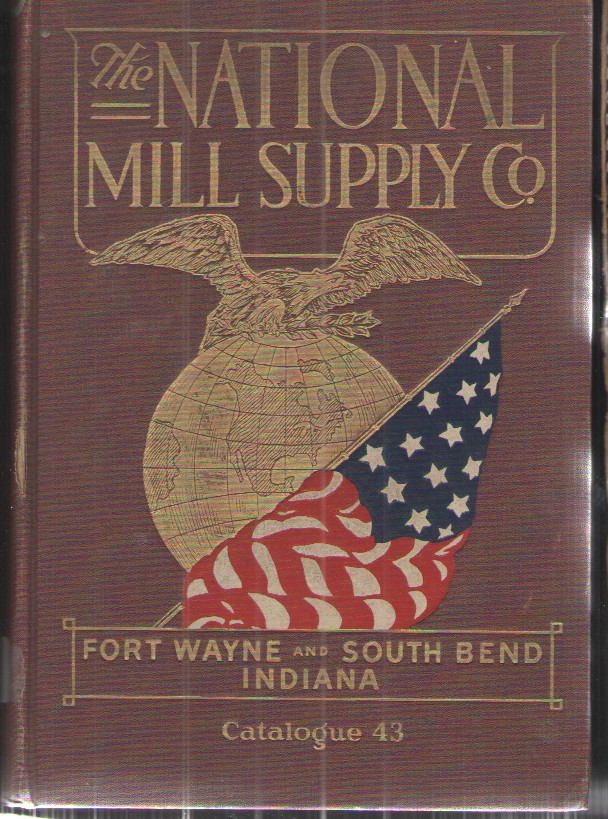 The NATIONAL
MILL SUPPLY Co.
FORT WAYNE AND SOUTH BEND
INDIANA
Catalogue 43